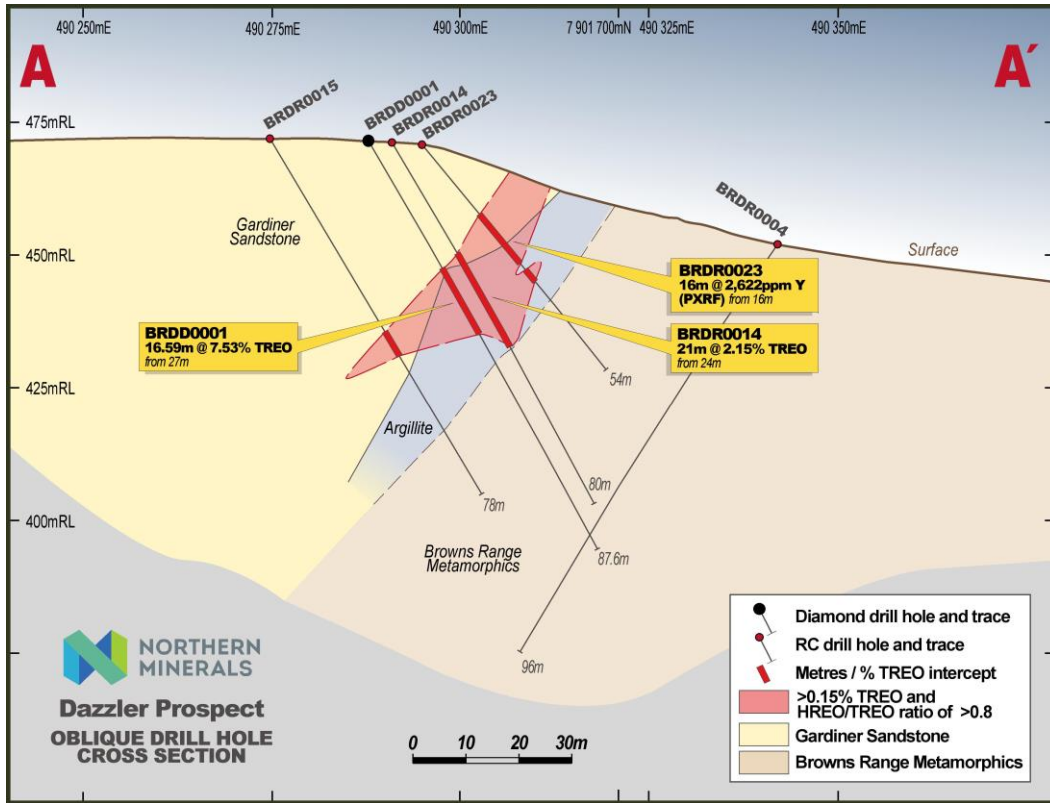 490 250mE
490 275mE
490 300mE
7 901 700mN
490 325mE
490 350mE
A
A′
BRDR0015
BRDD0001
BRDR0014
BRDR0023
475mRL
BRDR0004
Gardiner
Sandstone
450mRL
Surface
BRDR0023
16m @ 2,622ppm Y
(PXRF) from 16m
BRDD0001
16.59m @ 7.53% TREO
from 27m
BRDR0014
21m @ 2.15% TREO
from 24m
425mRL
54m
Argillite
80m
78m
400mRL
Browns Range
Metamorphics
87.6m
96m
NORTHERN
MINERALS
Dazzler Prospect
OBLIQUE DRILL HOLE
CROSS SECTION
0 10 20 30m
Diamond drill hole and trace
RC drill hole and trace
Metres / % TREO intercept
>0.15% TREO and
HREO/TREO ratio of >0.8
Gardiner Sandstone
Browns Range Metamorphics